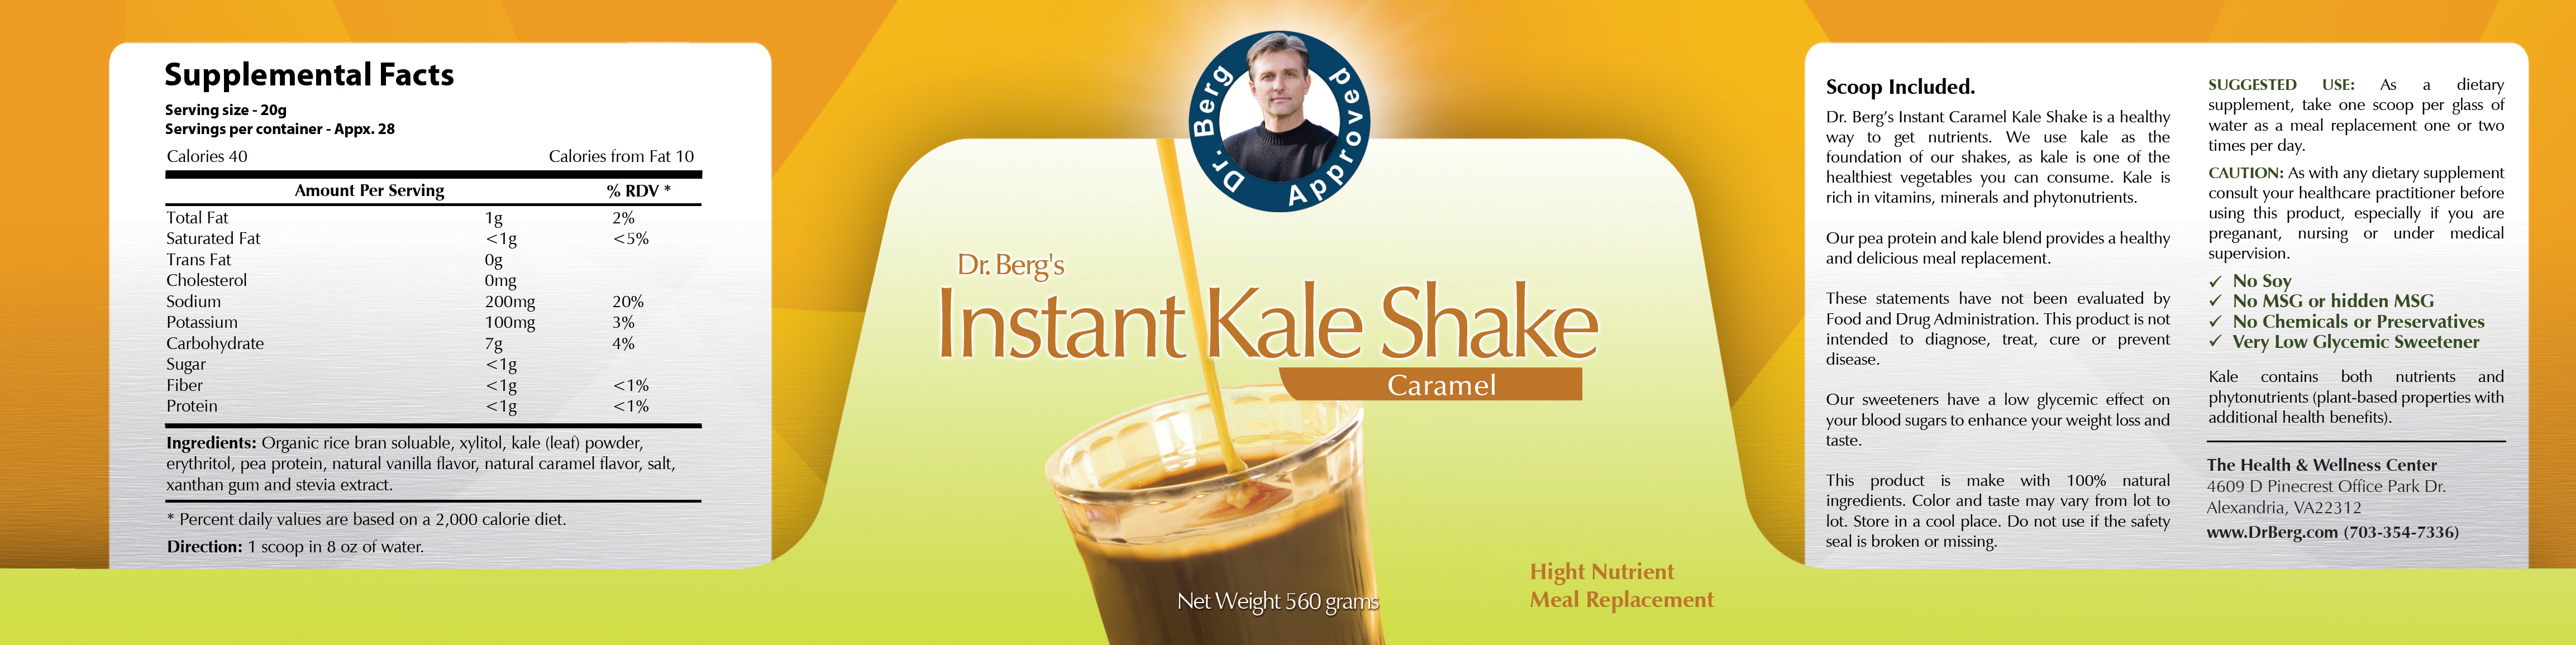 Supplemental Facts
Serving size - 20g
Servings per container - Appx. 28
Calories 40 Calories from Fat 10
Amount Per Serving % RDV *
Total Fat 1g 2%
Saturated Fat <1g <5%
Trans Fat 0g
Cholesterol 0mg
Sodium 200mg 20%
Potassium 100mg 3%
Carbohydrate 7g 4%
Sugar <1g
Fiber <1g <1%
Protein <1g <1%
Ingredients: Organic rice bran soluable, xylitol, kale (leaf) powder,
erythritol, pea protein, natural vanilla flavor, natural caramel flavor, salt,
xanthan gum and stevia extract.
* Percent daily values are based on a 2,000 calorie diet.
Direction: 1 scoop in 8 oz of water.
Dr. Berg Approved
Dr. Berg's
Instant Kale Shake
Caramel
Net Weight 560 grams
Hight Nutrient
Meal Replacement
Scoop Included.
Dr. Berg's Instant Caramel Kale Shake is a healthy
way to get nutrients. We use kale as the
foundation of our shakes, as kale is one of the
healthiest vegetables you can consume. Kale is
rich in vitamins, minerals and phytonutrients.
Our pea protein and kale blend provides a healthy
and delicious meal replacement.
These statements have not been evaluated by
Food and Drug Administration. This product is not
intended to diagnose, treat, cure or prevent
disease.
Our sweeteners have a low glycemic effect on
your blood sugars to enhance your weight loss and
taste.
This product is make with 100% natural
ingredients. Color and taste may vary from lot to
lot. Store in a cool place. Do not use if the safety
seal is broken or missing.
SUGGESTED USE: As a dietary
supplement, take one scoop per glass of
water as a meal replacement one or two
times per day.
CAUTION: As with any dietary supplement
consult your healthcare practitioner before
using this product, especially if you are
preganant, nursing or under medical
supervision.
✓ No Soy
✓ No MSG or hidden MSG
✓ No Chemicals or Preservatives
✓ Very Low Glycemic Sweetener
Kale contains both nutrients and
phytonutrients (plant-based properties with
additional health benefits).
The Health & Wellness Center
4609 D Pinecrest Office Park Dr.
Alexandria, VA22312
www.DrBerg.com (703-354-7336)